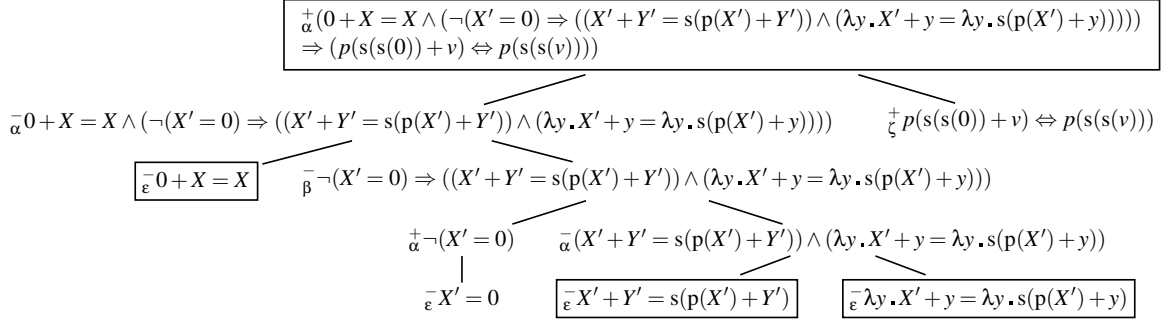 ⁺α(0+X = X ∧ (¬(X′ = 0) ⇒ ((X′ + Y′ = s(p(X′) + Y′)) ∧ (λy. X′ + y = λy. s(p(X′) + y)))))
⇒ (p(s(s(0)) + v) ⇔ p(s(s(v))))
⁻α0+X = X ∧ (¬(X′ = 0) ⇒ ((X′ + Y′ = s(p(X′) + Y′)) ∧ (λy. X′ + y = λy. s(p(X′) + y)))) ⁺ζp(s(s(0)) + v) ⇔ p(s(s(v)))
⁻ε0+X = X ⁻β¬(X′ = 0) ⇒ ((X′ + Y′ = s(p(X′) + Y′)) ∧ (λy. X′ + y = λy. s(p(X′) + y)))
⁺α¬(X′ = 0) ⁻α(X′ + Y′ = s(p(X′) + Y′)) ∧ (λy. X′ + y = λy. s(p(X′) + y))
⁻εX′ = 0 ⁻εX′ + Y′ = s(p(X′) + Y′) ⁻ελy. X′ + y = λy. s(p(X′) + y)